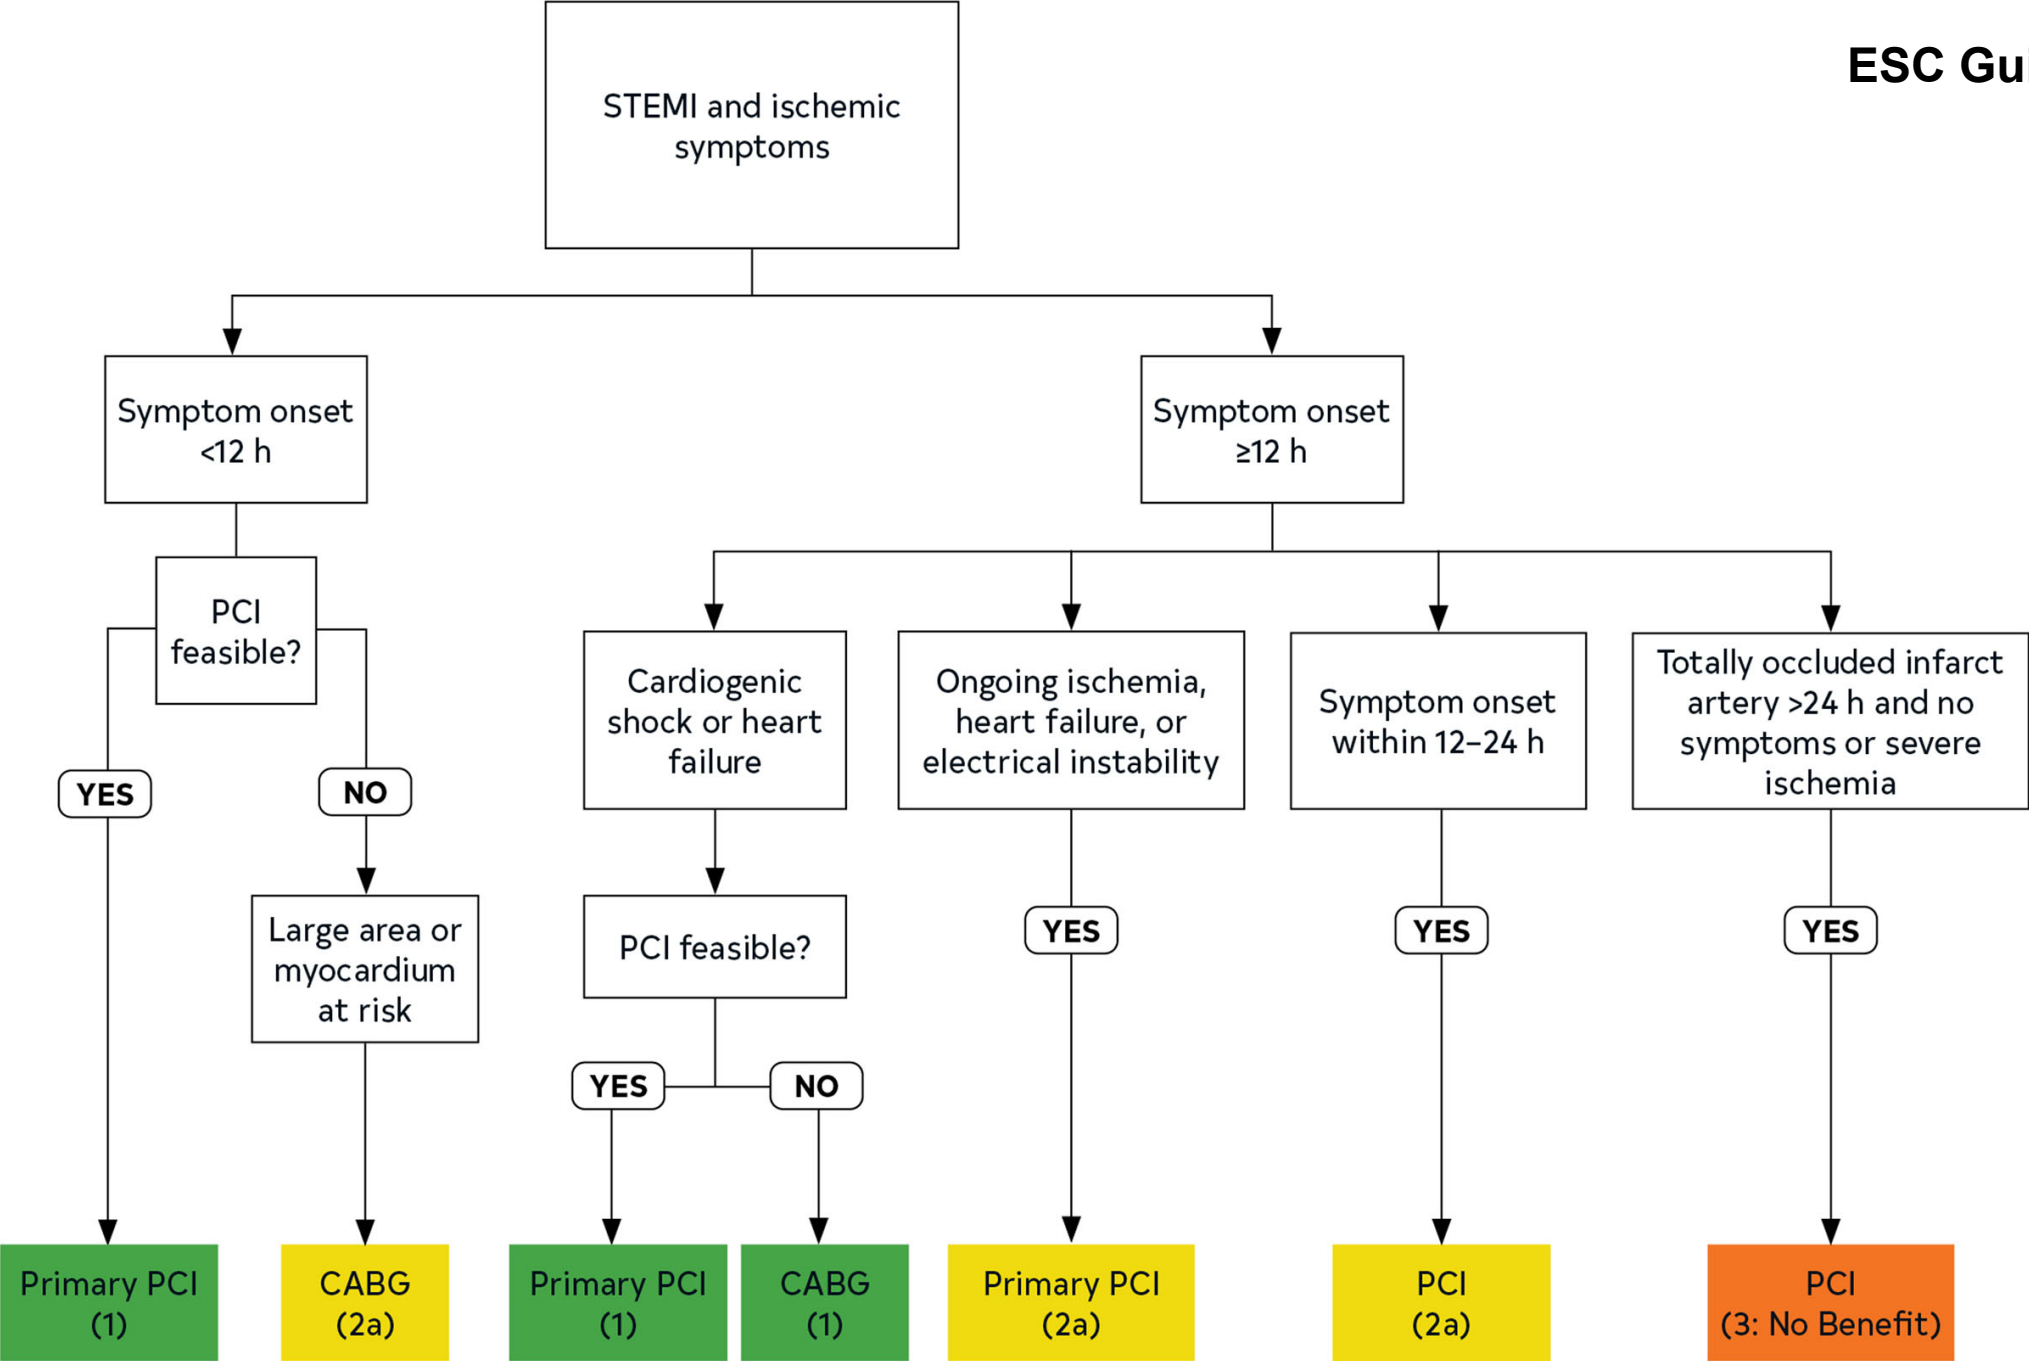 ESC Gui
STEMI and ischemic
symptoms
Symptom onset
<12 h
Symptom onset
≥12 h
PCI
feasible?
YES
NO
Large area or
myocardium
at risk
Cardiogenic
shock or heart
failure
Ongoing ischemia,
heart failure, or
electrical instability
Symptom onset
within 12–24 h
Totally occluded infarct
artery >24 h and no
symptoms or severe
ischemia
PCI feasible?
YES
NO
YES
YES
YES
Primary PCI
(1)
CABG
(2a)
Primary PCI
(1)
CABG
(1)
Primary PCI
(2a)
PCI
(2a)
PCI
(3: No Benefit)